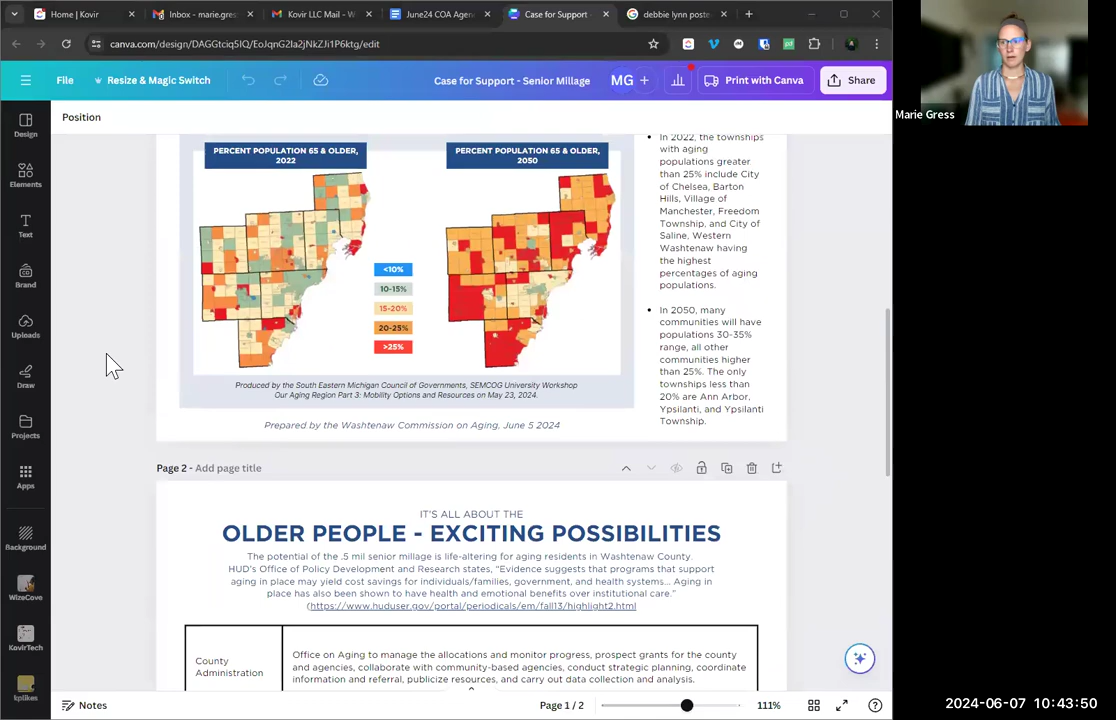 Home | Kovir
Inbox - marie.gres
Kovir LLC Mail - W
June24 COA Agen
Case for Support -
debbie lynn poste
canva.com/design/DAGGtciqSIQ/EoJqnG2Ia2jNkZJi1P6ktg/edit
File
Resize & Magic Switch
Case for Support - Senior Millage
MG
Print with Canva
Share
Position
Design
Elements
Text
Brand
Uploads
Draw
Projects
Apps
Background
WizeCove
KovirTech
PERCENT POPULATION 65 & OLDER,
2022
PERCENT POPULATION 65 & OLDER,
2050
<10%
10-15%
15-20%
20-25%
>25%
Produced by the South Eastern Michigan Council of Governments, SEMCOG University Workshop
Our Aging Region Part 3: Mobility Options and Resources on May 23, 2024.
Prepared by the Washtenaw Commission on Aging, June 5 2024
• In 2022, the townships
with aging
populations greater
than 25% include City
of Chelsea, Barton
Hills, Village of
Manchester, Freedom
Township, and City of
Saline, Western
Washtenaw having
the highest
percentages of aging
populations.
• In 2050, many
communities will have
populations 30-35%
range, all other
communities higher
than 25%. The only
townships less than
20% are Ann Arbor,
Ypsilanti, and Ypsilanti
Township.
Page 2 - Add page title
IT'S ALL ABOUT THE
OLDER PEOPLE - EXCITING POSSIBILITIES
The potential of the .5 mil senior millage is life-altering for aging residents in Washtenaw County.
HUD's Office of Policy Development and Research states, "Evidence suggests that programs that support
aging in place may yield cost savings for individuals/families, government, and health systems... Aging in
place has also been shown to have health and emotional benefits over institutional care."
(https://www.huduser.gov/portal/periodicals/em/fall13/highlight2.html
County
Administration
Office on Aging to manage the allocations and monitor progress, prospect grants for the county
and agencies, collaborate with community-based agencies, conduct strategic planning, coordinate
information and referral, publicize resources, and carry out data collection and analysis.
Notes
Page 1 / 2
111%
Marie Gress
2024-06-07 10:43:50